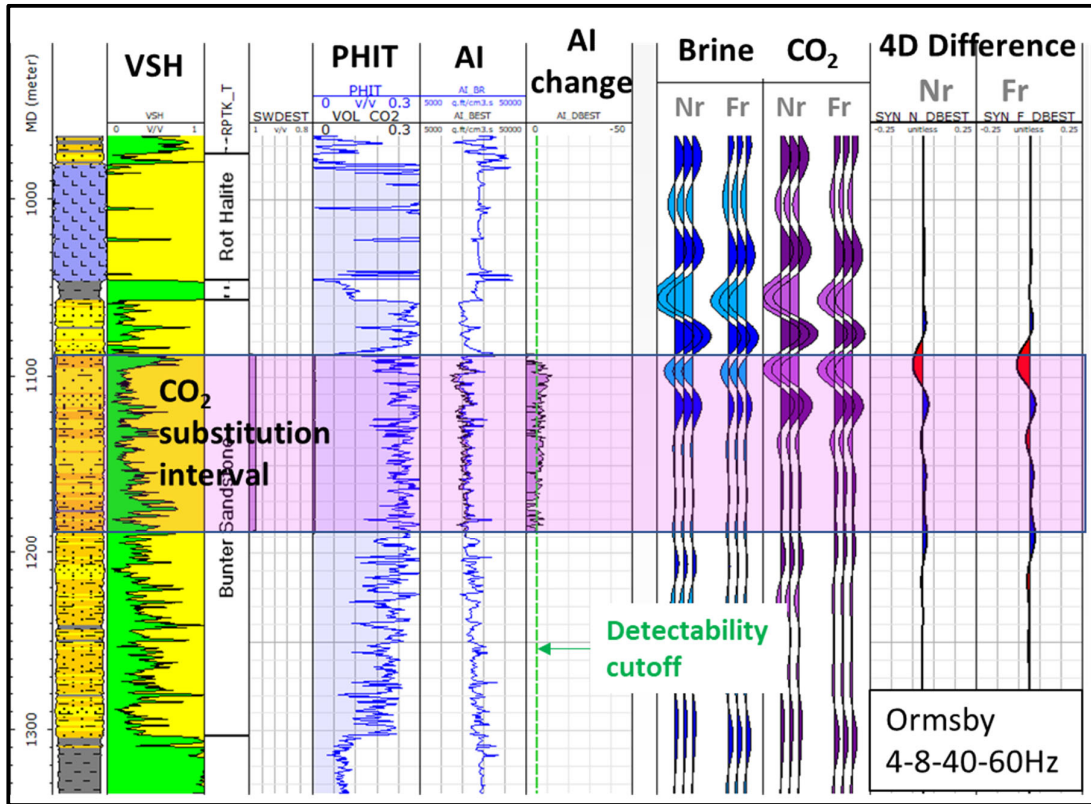 MD (meter)
VSH
VSH
0 V/V 1
--RPTK_T
SWDEST
1 v/v 0.8
PHIT
PHIT
0 v/v 0.3
VOL_CO2
0 0.3
AI
AI_BR
5000 q.ft/cm3.s 50000
AI_BEST
5000 q.ft/cm3.s 50000
AI
change
AI_DBEST
0 -50
Brine
Nr Fr
CO2
Nr Fr
4D Difference
Nr
Fr
SYN_N_DBEST
-0.25 unitless 0.25
SYN_F_DBEST
-0.25 unitless 0.25
1000
Rot Halite
1100
CO2
substitution
interval
Bunter Sandstone
1200
Detectability
cutoff
1300
Ormsby
4-8-40-60Hz